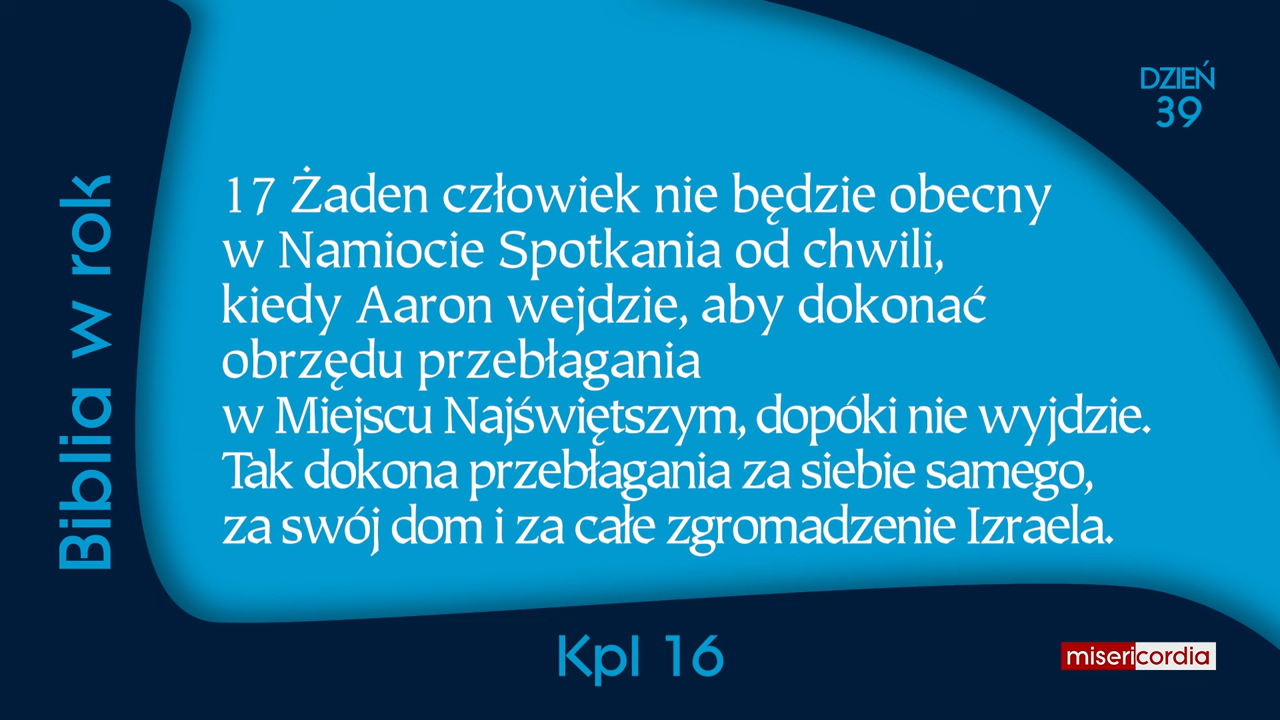 DZIEŃ
39
Biblia w rok
17 Żaden człowiek nie będzie obecny
w Namiocie Spotkania od chwili,
kiedy Aaron wejdzie, aby dokonać
obrzędu przebłagania
w Miejscu Najświętszym, dopóki nie wyjdzie.
Tak dokona przebłagania za siebie samego,
za swój dom i za całe zgromadzenie Izraela.
Kpl 16
misericordia